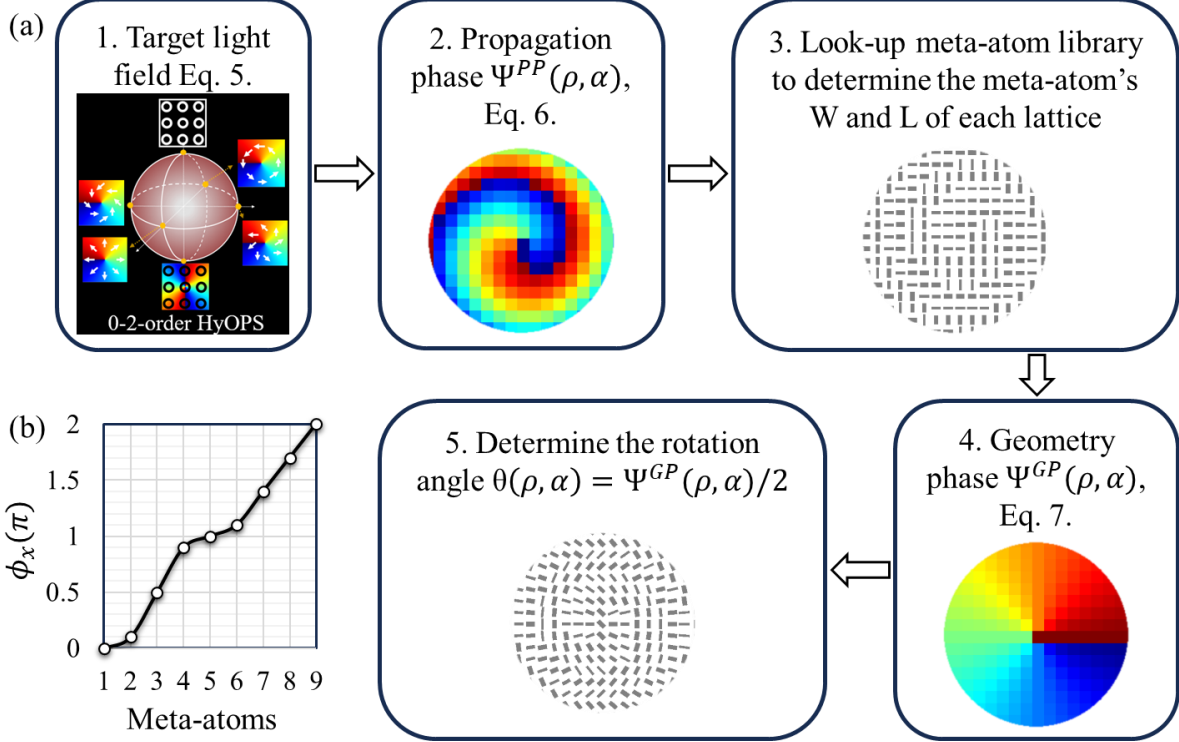 (a)
1. Target light
field Eq. 5.
0-2-order HyOPS
2. Propagation
phase Ψ^{PP}(ρ, α),
Eq. 6.
3. Look-up meta-atom library
to determine the meta-atom's
W and L of each lattice
4. Geometry
phase Ψ^{GP}(ρ, α),
Eq. 7.
5. Determine the rotation
angle θ(ρ, α) = Ψ^{GP}(ρ, α)/2
(b)
2
1.5
1
0.5
0
ϕ_x(π)
1 2 3 4 5 6 7 8 9
Meta-atoms